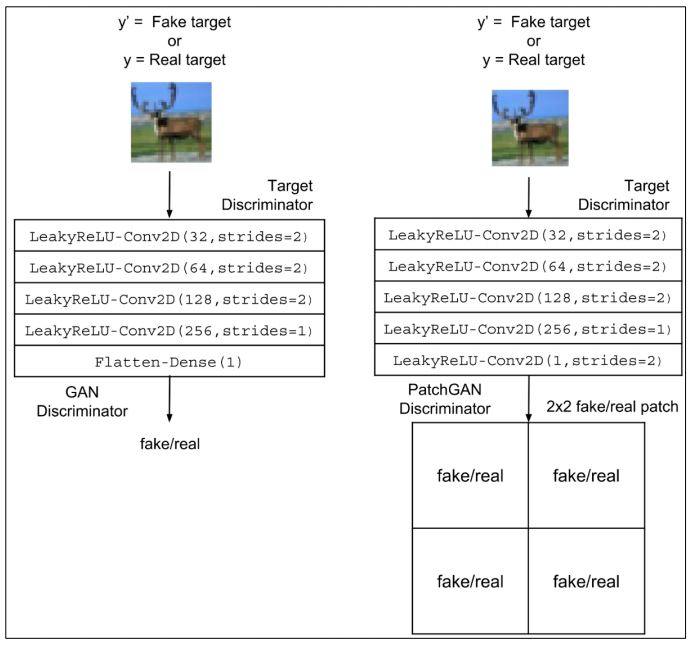 y’ = Fake target
or
y = Real target
Target
Discriminator
LeakyReLU-Conv2D(32,strides=2)
LeakyReLU-Conv2D(64,strides=2)
LeakyReLU-Conv2D(128,strides=2)
LeakyReLU-Conv2D(256,strides=1)
Flatten-Dense(1)
GAN
Discriminator
fake/real
y’ = Fake target
or
y = Real target
Target
Discriminator
LeakyReLU-Conv2D(32,strides=2)
LeakyReLU-Conv2D(64,strides=2)
LeakyReLU-Conv2D(128,strides=2)
LeakyReLU-Conv2D(256,strides=1)
LeakyReLU-Conv2D(1,strides=2)
PatchGAN
Discriminator
2x2 fake/real patch
fake/real
fake/real
fake/real
fake/real